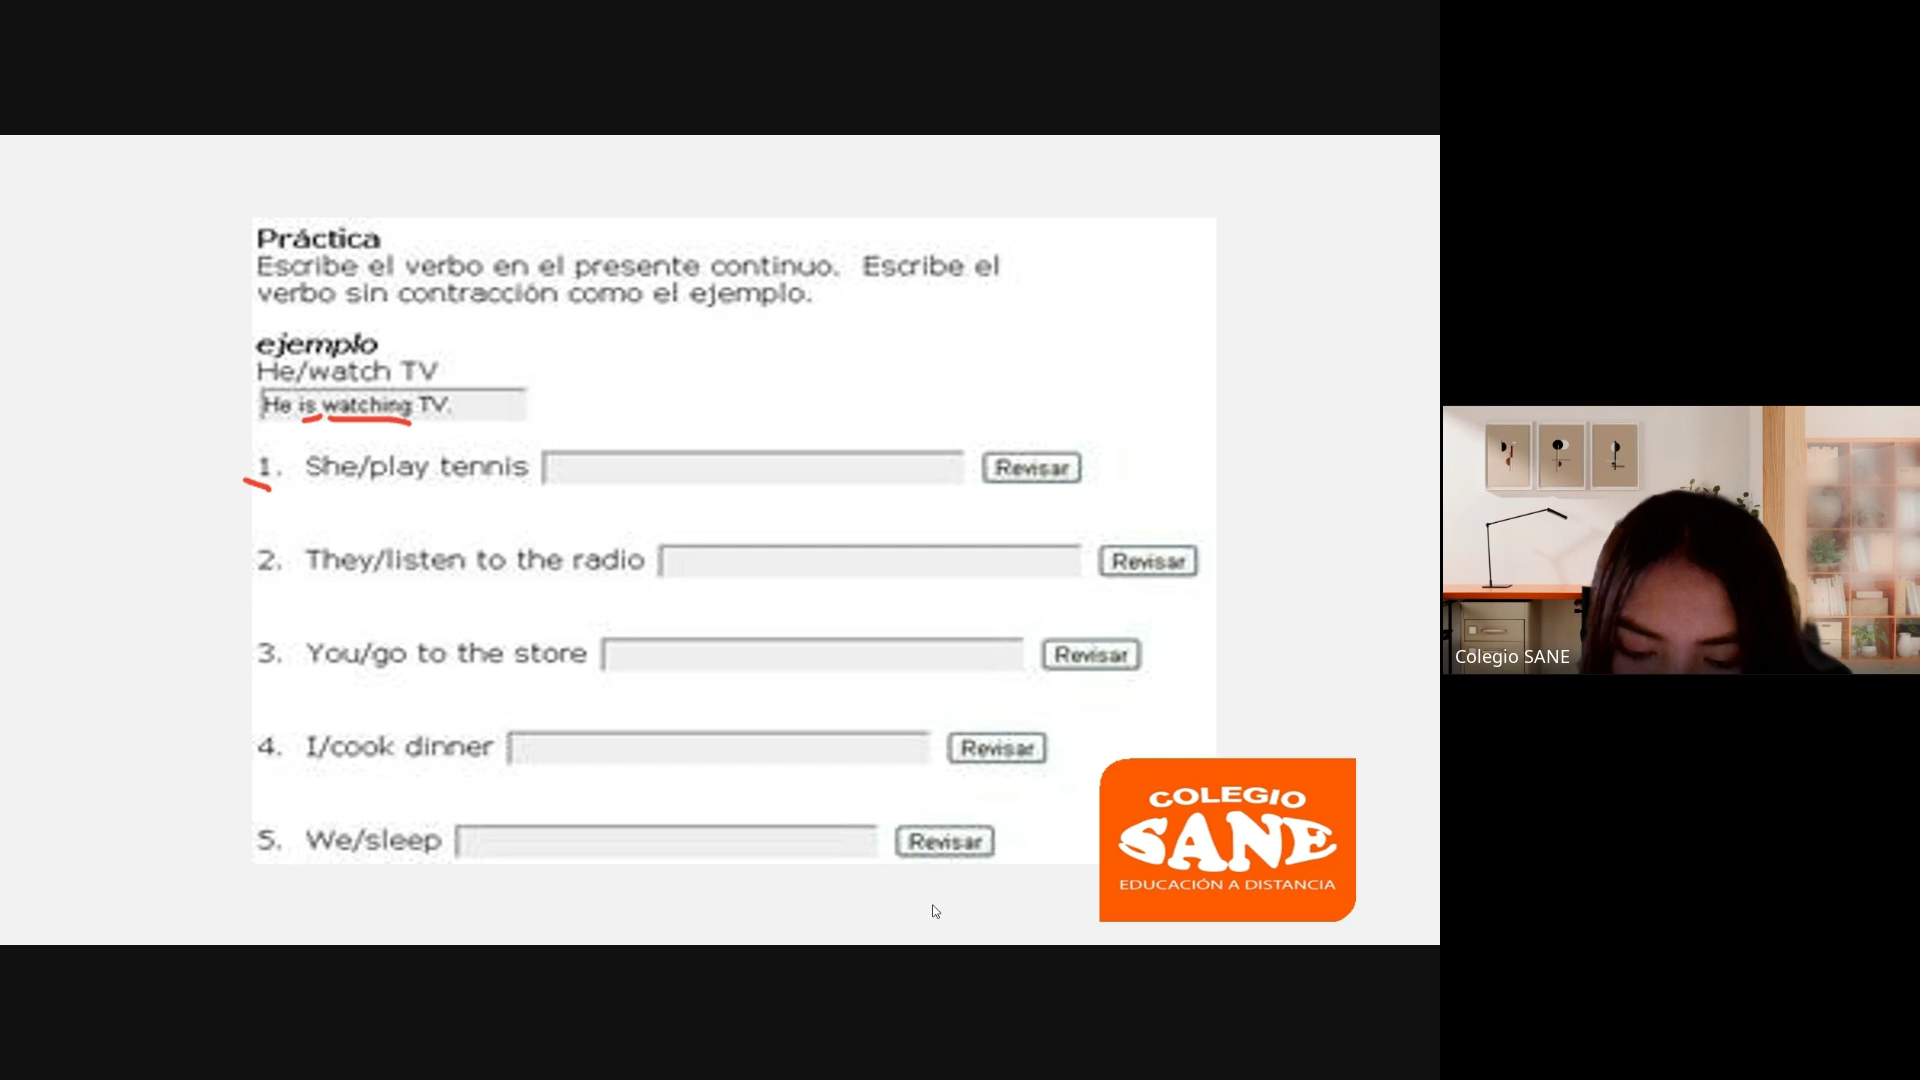 Práctica
Escribe el verbo en el presente continuo. Escribe el
verbo sin contracción como el ejemplo.
ejemplo
He/watch TV
He is watching TV.
1. She/play tennis Revisar
2. They/listen to the radio Revisar
3. You/go to the store Revisar
4. I/cook dinner Revisar
5. We/sleep Revisar
COLEGIO
SANE
EDUCACIÓN A DISTANCIA
Colegio SANE